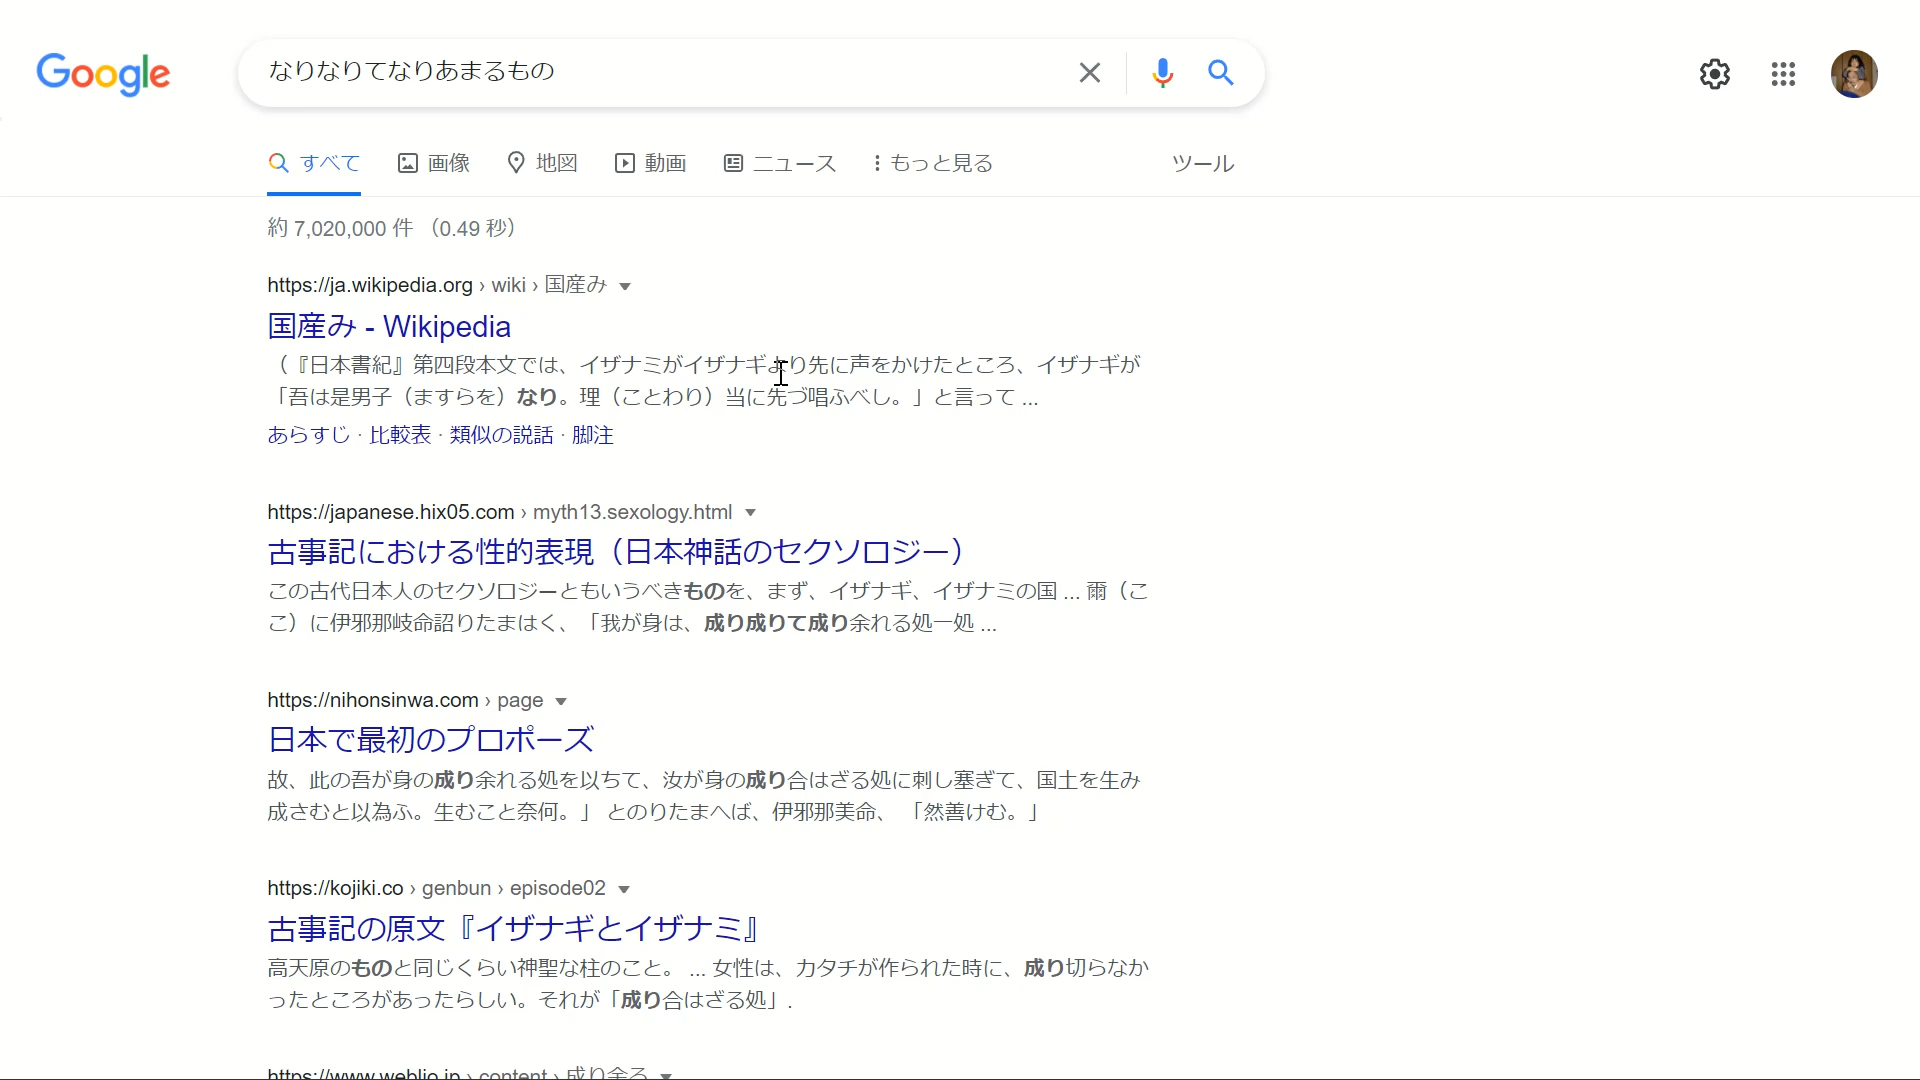 Google
なりなりてなりあまるもの
すべて 画像 地図 動画 ニュース もっと見る ツール
約 7,020,000 件 （0.49 秒）
https://ja.wikipedia.org › wiki › 国産み
国産み - Wikipedia
（『日本書紀』第四段本文では、イザナミがイザナギより先に声をかけたところ、イザナギが
「吾は是男子（ますらを）なり。理（ことわり）当に先づ唱ふべし。」と言って ...
あらすじ · 比較表 · 類似の説話 · 脚注
https://japanese.hix05.com › myth13.sexology.html
古事記における性的表現（日本神話のセクソロジー）
この古代日本人のセクソロジーともいうべきものを、まず、イザナギ、イザナミの国 ... 爾（こ
こ）に伊邪那岐命詔りたまはく、「我が身は、成り成りて成り余れる処一処 ...
https://nihonsinwa.com › page
日本で最初のプロポーズ
故、此の吾が身の成り余れる処を以ちて、汝が身の成り合はざる処に刺し塞ぎて、国土を生み
成さむと以為ふ。生むこと奈何。」 とのりたまへば、伊邪那美命、 「然善けむ。」
https://kojiki.co › genbun › episode02
古事記の原文『イザナギとイザナミ』
高天原のものと同じくらい神聖な柱のこと。 ... 女性は、カタチが作られた時に、成り切らなか
ったところがあったらしい。それが「成り合はざる処」.
https://www.weblio.jp › content › 成り余る